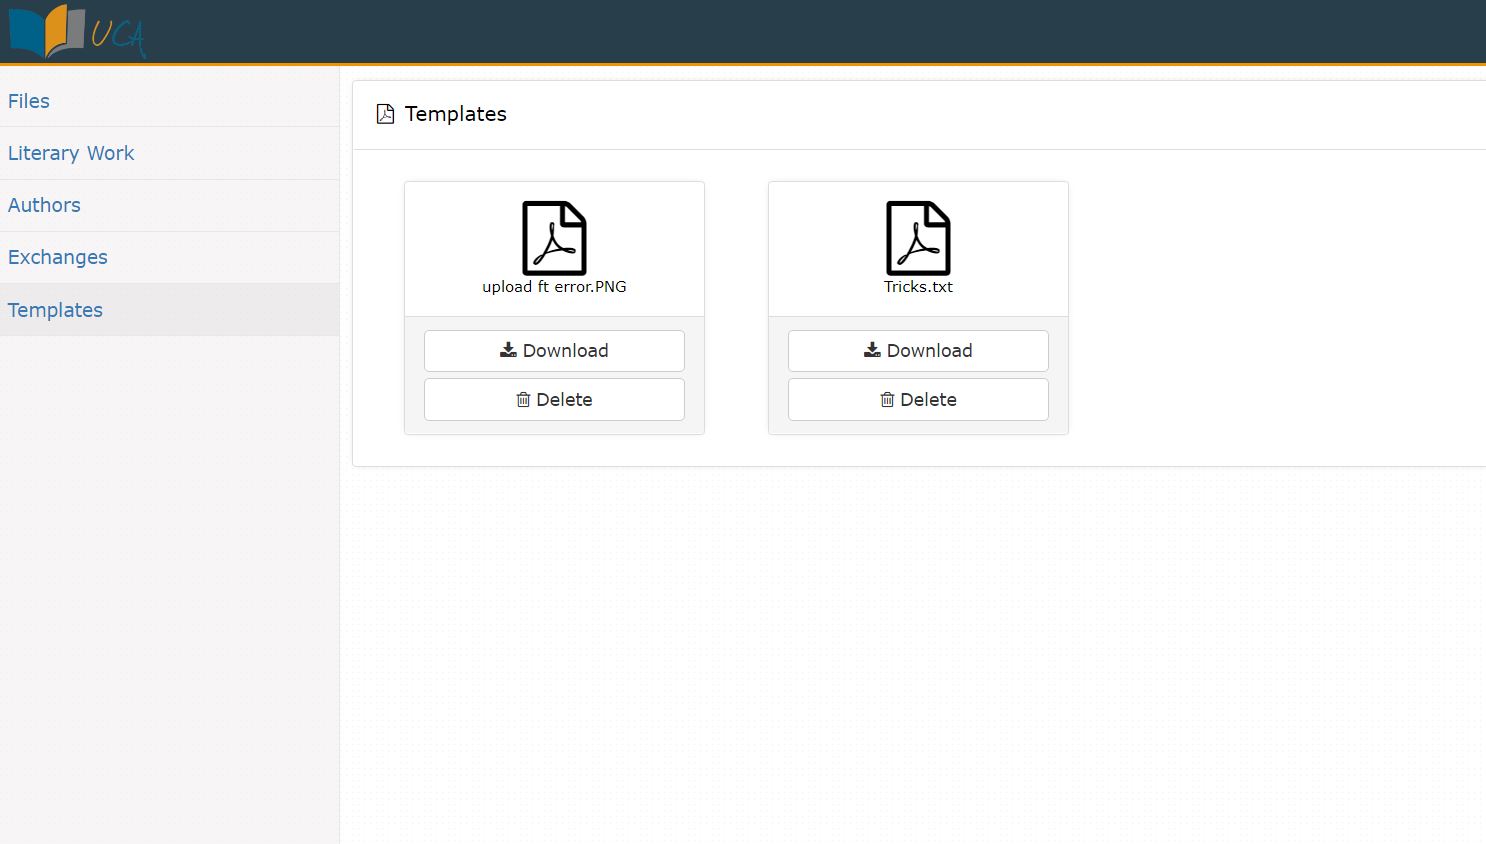 UCA
Files
Literary Work
Authors
Exchanges
Templates
Templates
upload ft error.PNG
Download
Delete
Tricks.txt
Download
Delete